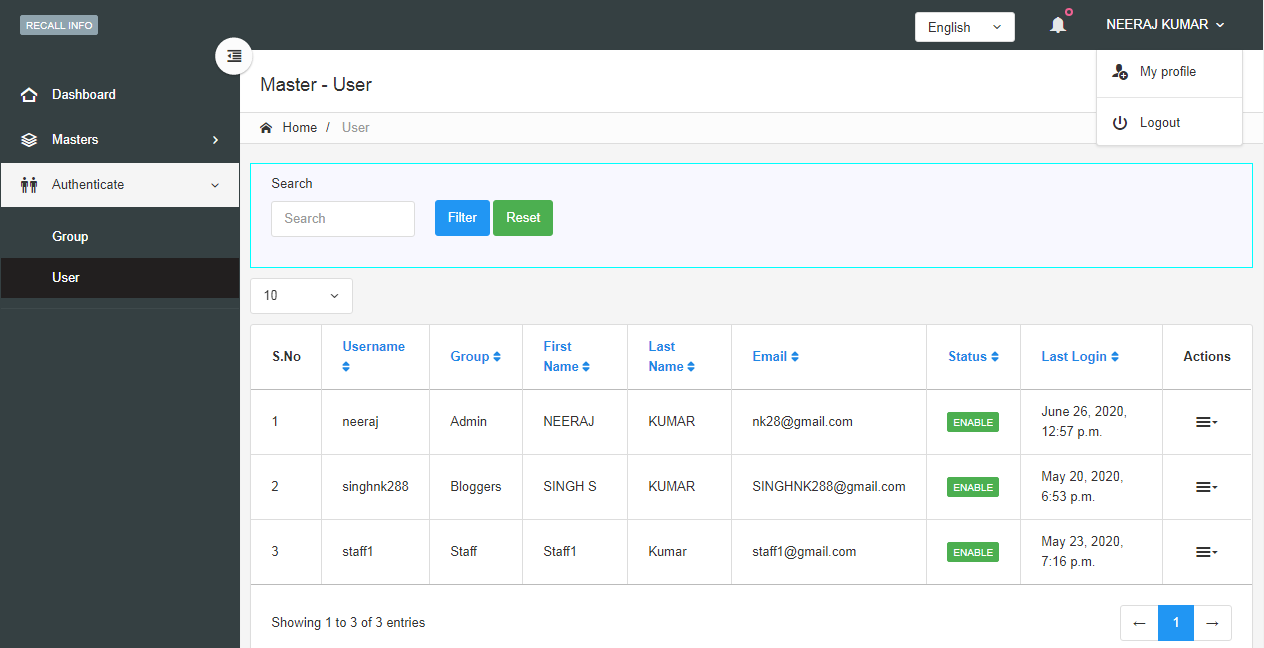 RECALL INFO
English
NEERAJ KUMAR
My profile
Logout
Dashboard
Masters
Authenticate
Group
User
Master - User
Home / User
Search
Search
Filter Reset
10
S.No Username Group First Name Last Name Email Status Last Login Actions
1 neeraj Admin NEERAJ KUMAR nk28@gmail.com ENABLE June 26, 2020, 12:57 p.m.
2 singhnk288 Bloggers SINGH S KUMAR SINGHNK288@gmail.com ENABLE May 20, 2020, 6:53 p.m.
3 staff1 Staff Staff1 Kumar staff1@gmail.com ENABLE May 23, 2020, 7:16 p.m.
Showing 1 to 3 of 3 entries
← 1 →